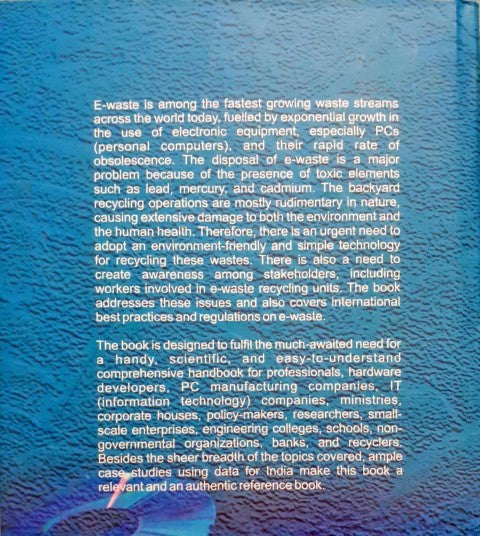 E-waste is among the fastest growing waste streams
across the world today, fuelled by exponential growth in
the use of electronic equipment, especially PCs
(personal computers), and their rapid rate of
obsolescence. The disposal of e-waste is a major
problem because of the presence of toxic elements
such as lead, mercury, and cadmium. The backyard
recycling operations are mostly rudimentary in nature,
causing extensive damage to both the environment and
the human health. Therefore, there is an urgent need to
adopt an environment-friendly and simple technology
for recycling these wastes. There is also a need to
create awareness among stakeholders, including
workers involved in e-waste recycling units. The book
addresses these issues and also covers international
best practices and regulations on e-waste.
The book is designed to fulfil the much-awaited need for
a handy, scientific, and easy-to-understand
comprehensive handbook for professionals, hardware
developers, PC manufacturing companies, IT
(information technology) companies, ministries,
corporate houses, policy-makers, researchers, small-
scale enterprises, engineering colleges, schools, non-
governmental organizations, banks, and recyclers.
Besides the sheer breadth of the topics covered, ample
case studies using data for India make this book a
relevant and an authentic reference book.